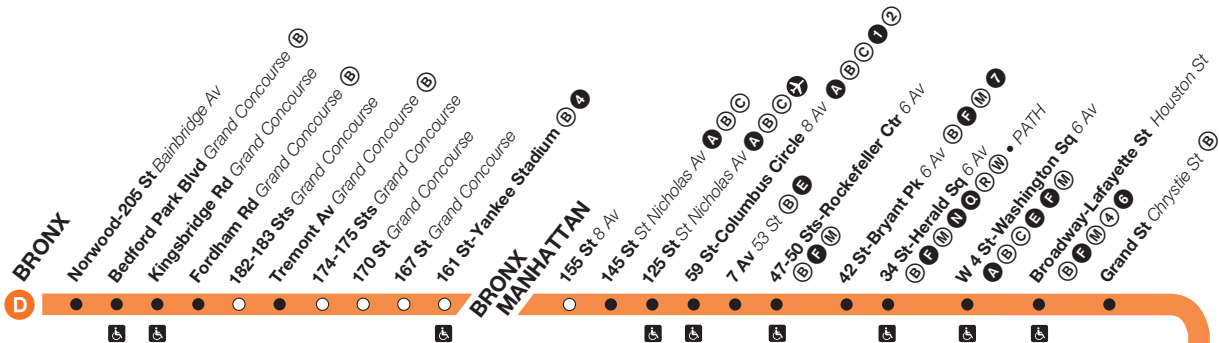 D
BRONX
Norwood-205 St Bainbridge Av
Bedford Park Blvd Grand Concourse B
Kingsbridge Rd Grand Concourse
Fordham Rd Grand Concourse B
182-183 Sts Grand Concourse
Tremont Av Grand Concourse B
174-175 Sts Grand Concourse
170 St Grand Concourse
167 St Grand Concourse
161 St-Yankee Stadium B 4
BRONX
MANHATTAN
155 St 8 Av
145 St St Nicholas Av A B C
125 St St Nicholas Av A B C
59 St-Columbus Circle 8 Av A B C 1 2
7 Av 53 St B E
47-50 Sts-Rockefeller Ctr 6 Av
B F M
42 St-Bryant Pk 6 Av B F M 7
34 St-Herald Sq 6 Av
B F M N Q R W • PATH
W 4 St-Washington Sq 6 Av
A B C E F M
Broadway-Lafayette St Houston St
B F M 4 6
Grand St Chrystie St B